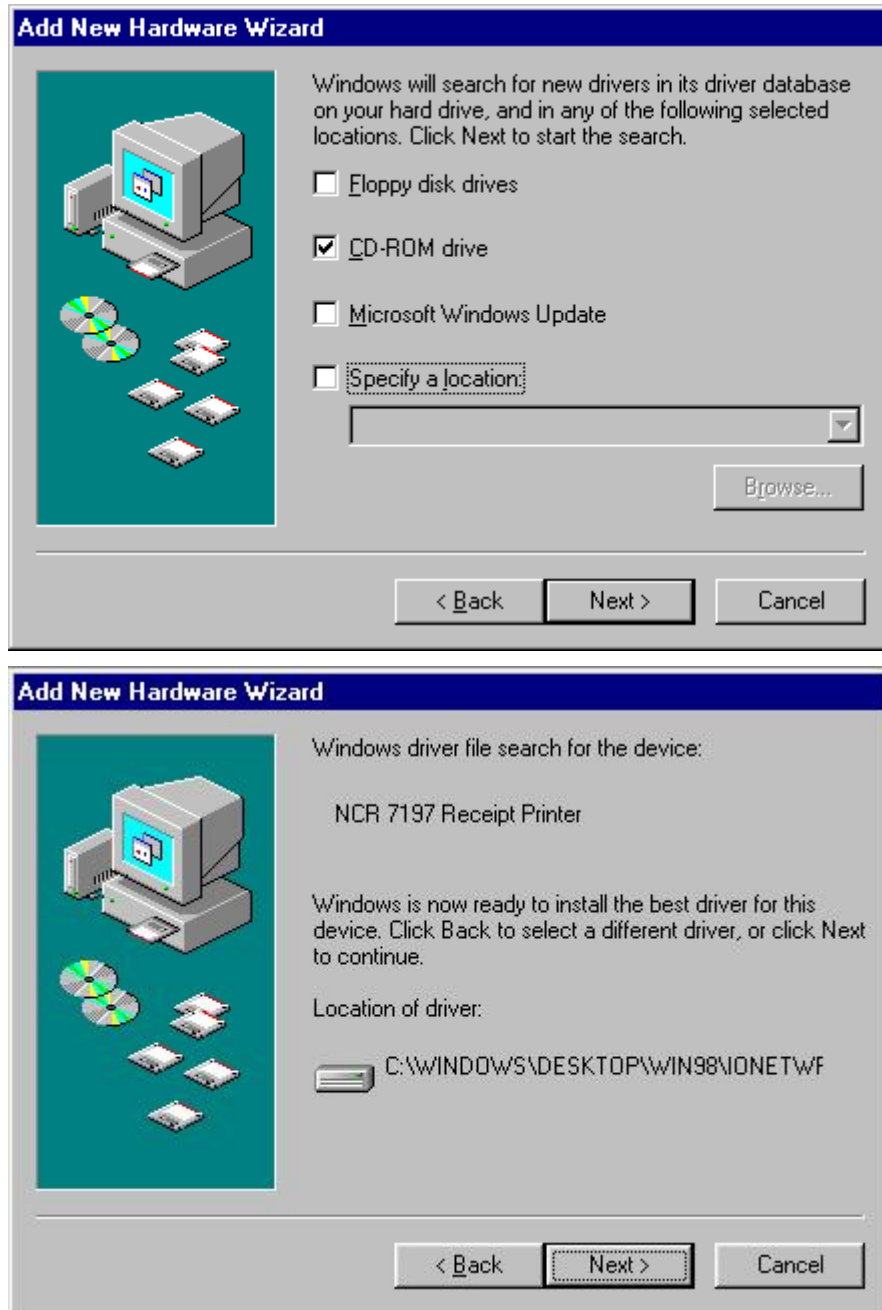 Add New Hardware Wizard
Windows will search for new drivers in its driver database
on your hard drive, and in any of the following selected
locations. Click Next to start the search.
Floppy disk drives
CD-ROM drive
Microsoft Windows Update
Specify a location:
Browse...
< Back Next > Cancel
Add New Hardware Wizard
Windows driver file search for the device:
NCR 7197 Receipt Printer
Windows is now ready to install the best driver for this
device. Click Back to select a different driver, or click Next
to continue.
Location of driver:
C:\WINDOWS\DESKTOP\WIN98\IONETWF
< Back Next > Cancel